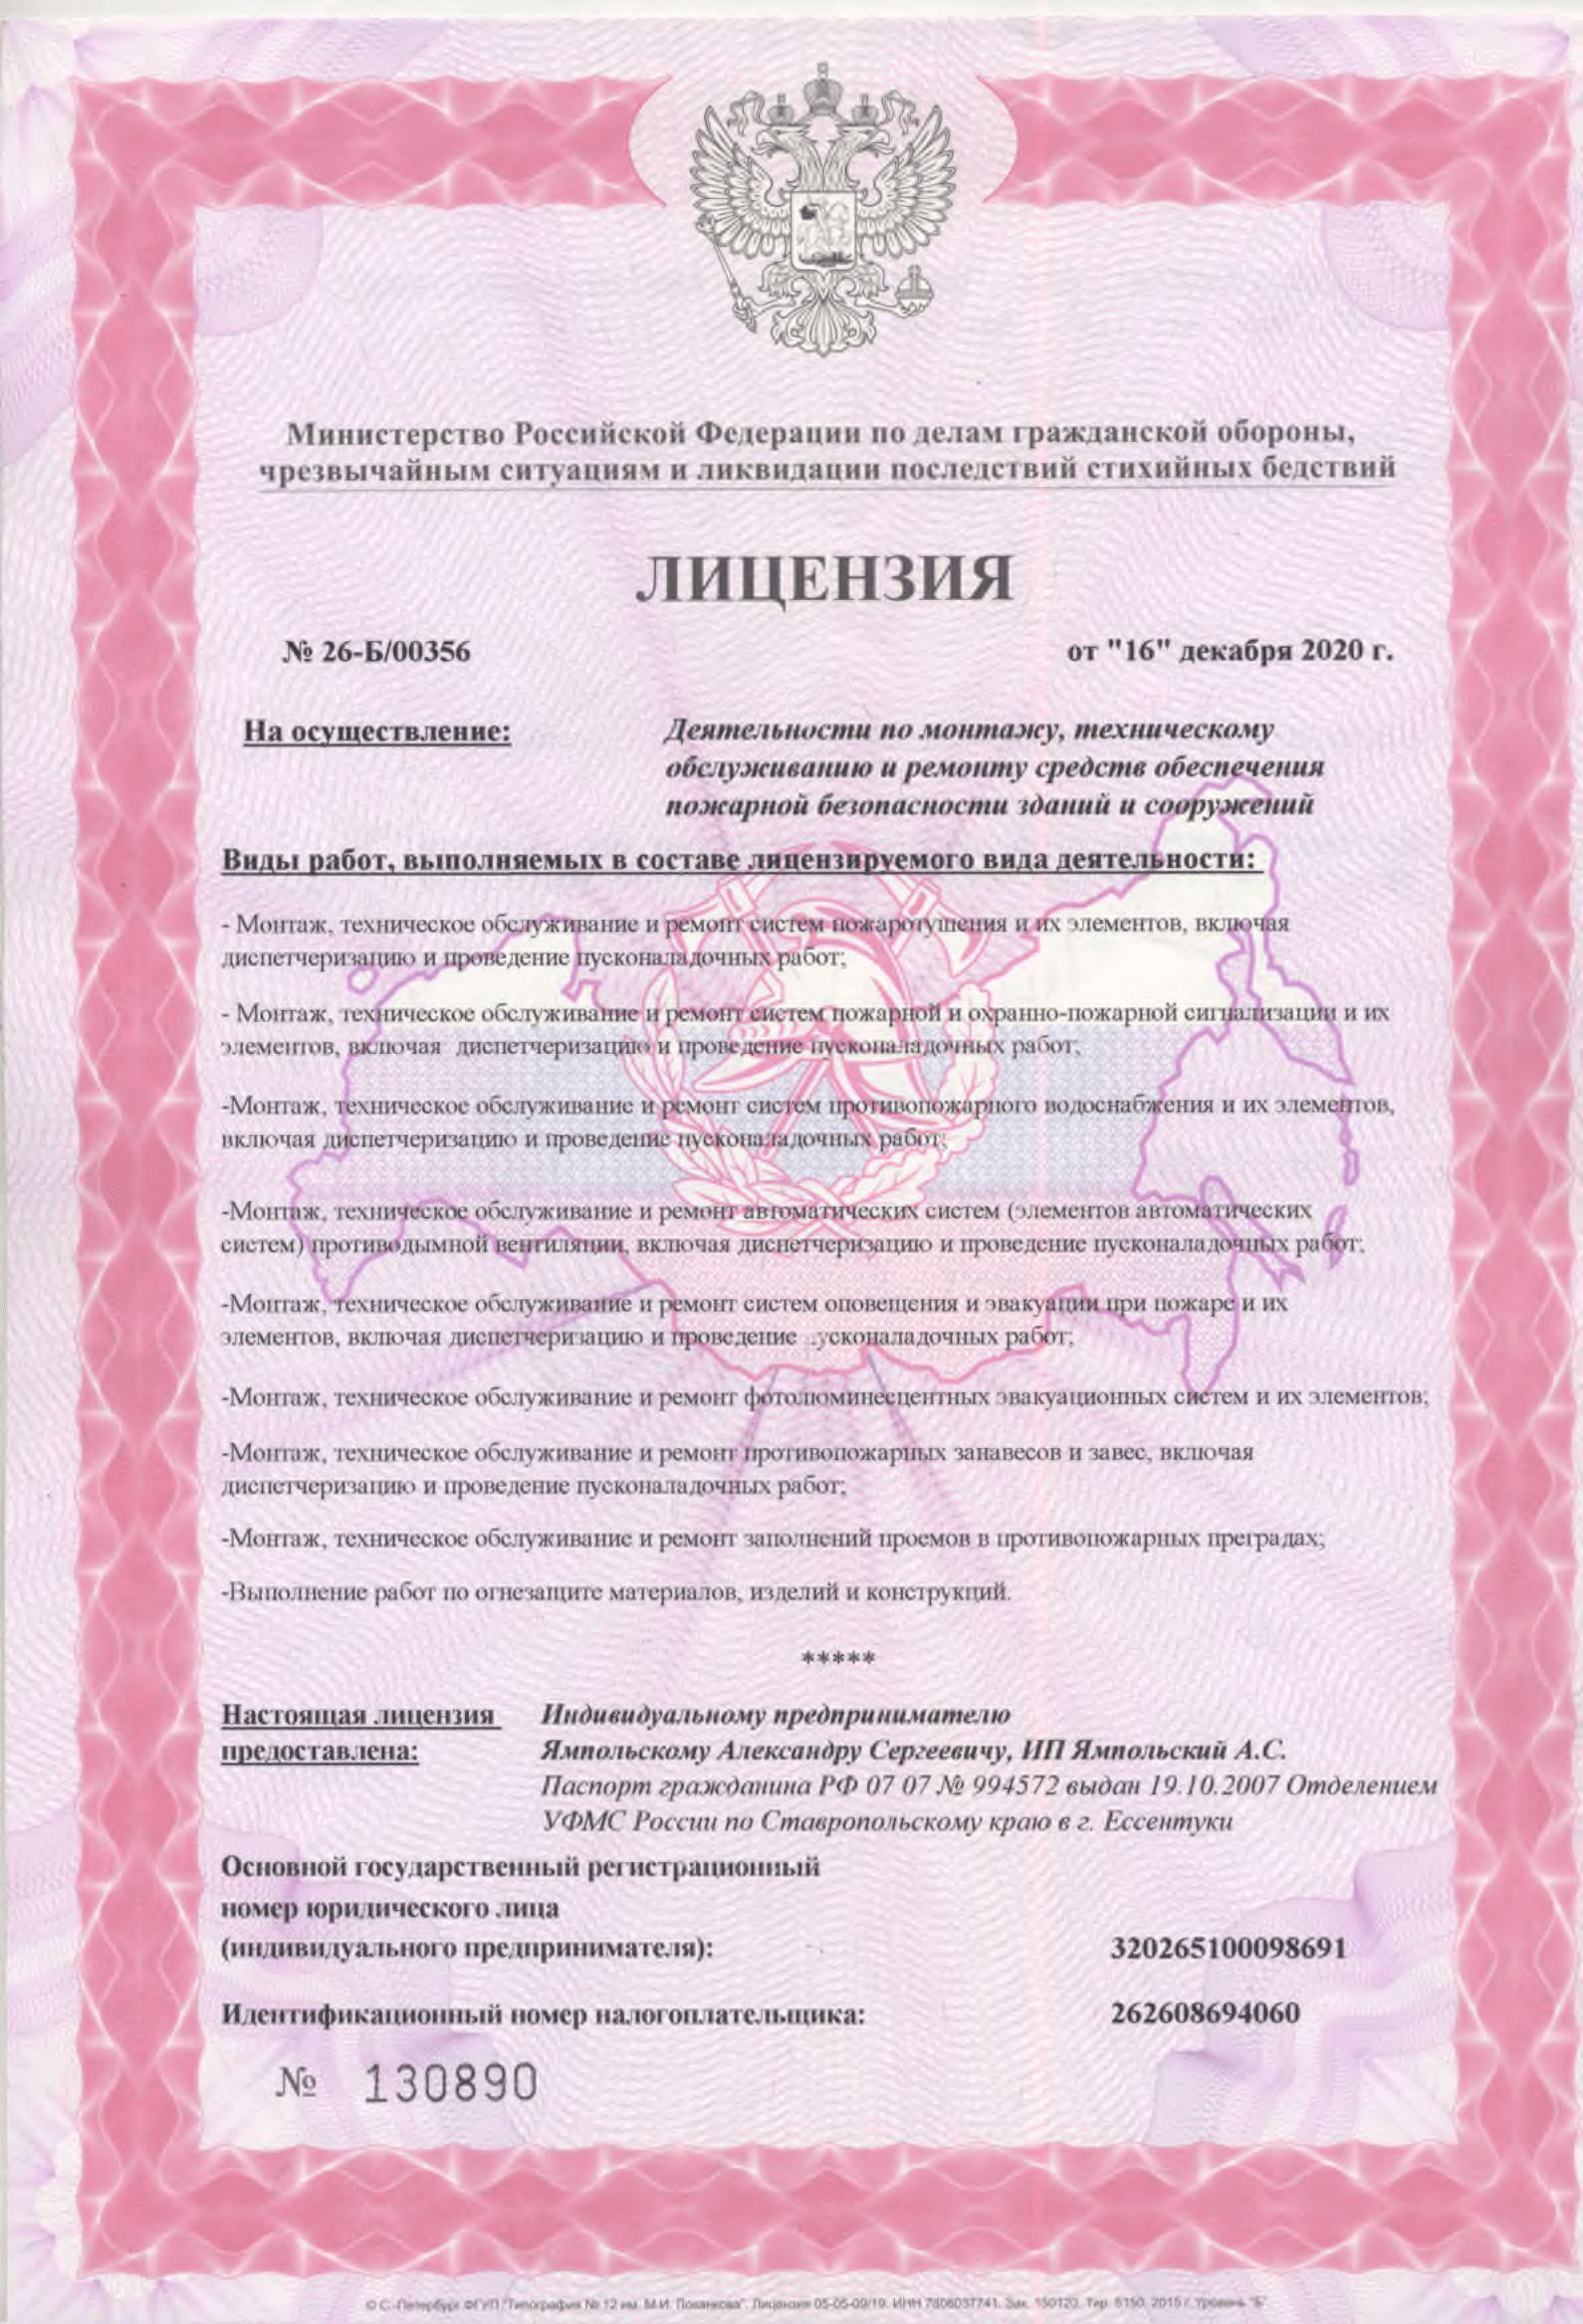 Министерство Российской Федерации по делам гражданской обороны,
чрезвычайным ситуациям и ликвидации последствий стихийных бедствий
ЛИЦЕНЗИЯ
№ 26-Б/00356 от "16" декабря 2020 г.
На осуществление: Деятельности по монтажу, техническому
обслуживанию и ремонту средств обеспечения
пожарной безопасности зданий и сооружений
Виды работ, выполняемых в составе лицензируемого вида деятельности:
- Монтаж, техническое обслуживание и ремонт систем пожаротушения и их элементов, включая
диспетчеризацию и проведение пусконаладочных работ;
- Монтаж, техническое обслуживание и ремонт систем пожарной и охранно-пожарной сигнализации и их
элементов, включая диспетчеризацию и проведение пусконаладочных работ;
-Монтаж, техническое обслуживание и ремонт систем противопожарного водоснабжения и их элементов,
включая диспетчеризацию и проведение пусконаладочных работ;
-Монтаж, техническое обслуживание и ремонт автоматических систем (элементов автоматических
систем) противодымной вентиляции, включая диспетчеризацию и проведение пусконаладочных работ;
-Монтаж, техническое обслуживание и ремонт систем оповещения и эвакуации при пожаре и их
элементов, включая диспетчеризацию и проведение пусконаладочных работ;
-Монтаж, техническое обслуживание и ремонт фотолюминесцентных эвакуационных систем и их элементов;
-Монтаж, техническое обслуживание и ремонт противопожарных занавесов и завес, включая
диспетчеризацию и проведение пусконаладочных работ;
-Монтаж, техническое обслуживание и ремонт заполнений проемов в противопожарных преградах;
-Выполнение работ по огнезащите материалов, изделий и конструкций.
*****
Настоящая лицензия Индивидуальному предпринимателю
предоставлена: Ямпольскому Александру Сергеевичу, ИП Ямпольский А.С.
Паспорт гражданина РФ 07 07 № 994572 выдан 19.10.2007 Отделением
УФМС России по Ставропольскому краю в г. Ессентуки
Основной государственный регистрационный
номер юридического лица
(индивидуального предпринимателя): 320265100098691
Идентификационный номер налогоплательщика: 262608694060
№ 130890
© С.-Петербург ФГУП "Типография № 12 им. М.И. Лоханкова". Лицензия 05-05-09/19. ИНН 7806037741. Зак. 150120. Тир. 6150. 2015 г. Уровень "Б"